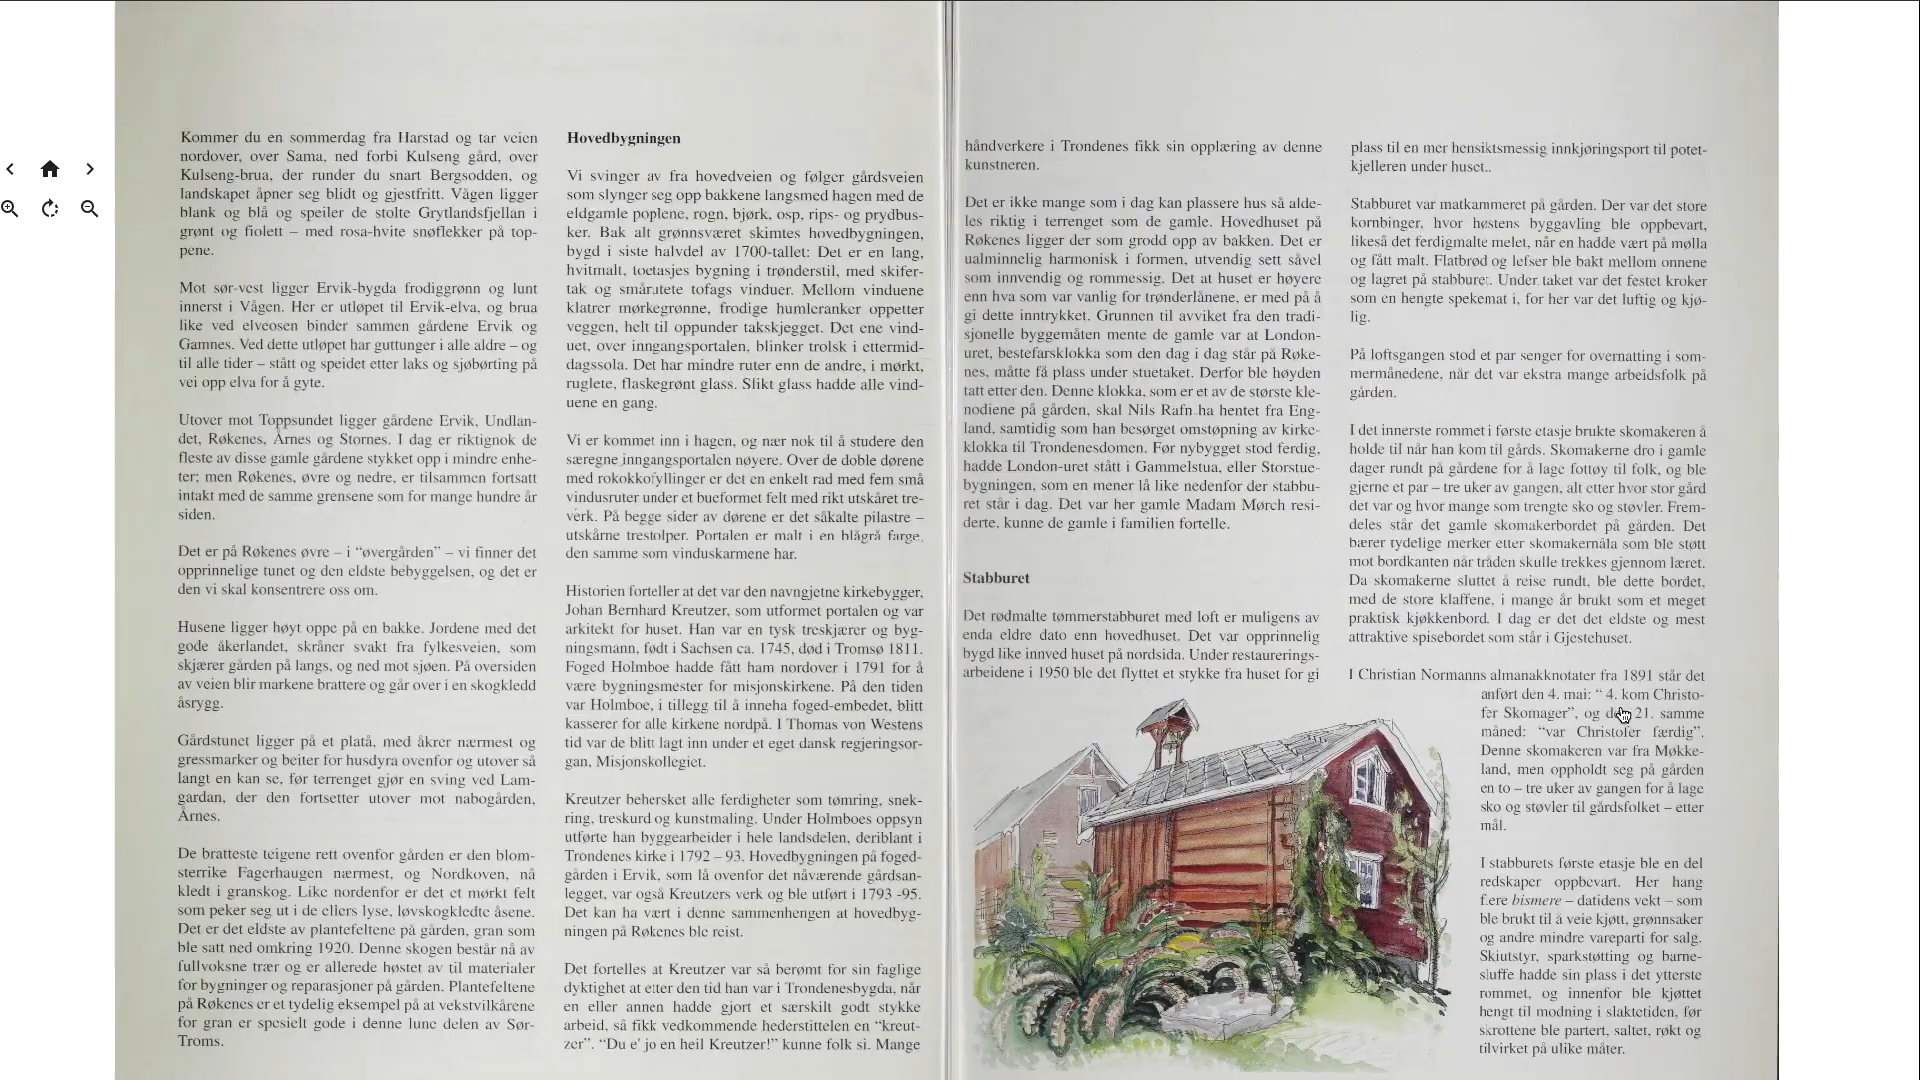 Kommer du en sommerdag fra Harstad og tar veien
nordover, over Sama, ned forbi Kulseng gård, over
Kulseng-brua, der runder du snart Bergsodden, og
landskapet åpner seg blidt og gjestfritt. Vågen ligger
blank og blå og speiler de stolte Grytlandsfjellan i
grønt og fiolett – med rosa-hvite snøflekker på top-
pene.
Mot sør-vest ligger Ervik-bygda frodiggrønn og lunt
innerst i Vågen. Her er utløpet til Ervik-elva, og brua
like ved elveosen binder sammen gårdene Ervik og
Gamnes. Ved dette utløpet har guttunger i alle aldre – og
til alle tider – stått og speidet etter laks og sjøbørting på
vei opp elva for å gyte.
Utover mot Toppsundet ligger gårdene Ervik, Undlan-
det, Røkenes, Årnes og Stornes. I dag er riktignok de
fleste av disse gamle gårdene stykket opp i mindre enhe-
ter; men Røkenes, øvre og nedre, er tilsammen fortsatt
intakt med de samme grensene som for mange hundre år
siden.
Det er på Røkenes øvre – i “øvergården” – vi finner det
opprinnelige tunet og den eldste bebyggelsen, og det er
den vi skal konsentrere oss om.
Husene ligger høyt oppe på en bakke. Jordene med det
gode åkerlandet, skråner svakt fra fylkesveien, som
skjærer gården på langs, og ned mot sjøen. På oversiden
av veien blir markene brattere og går over i en skogkledd
åsrygg.
Gårdstunet ligger på et platå, med åkrer nærmest og
gressmarker og beiter for husdyra ovenfor og utover så
langt en kan se, før terrenget gjør en sving ved Lam-
gardan, der den fortsetter utover mot nabogården,
Årnes.
De bratteste teigene rett ovenfor gården er den blom-
sterrike Fagerhaugen nærmest, og Nordkoven, nå
kledt i granskog. Like nordenfor er det et mørkt felt
som peker seg ut i de ellers lyse, løvskogkledte åsene.
Det er det eldste av plantefeltene på gården, gran som
ble satt ned omkring 1920. Denne skogen består nå av
fullvoksne trær og er allerede høstet av til materialer
for bygninger og reparasjoner på gården. Plantefeltene
på Røkenes er et tydelig eksempel på at vekstvilkårene
for gran er spesielt gode i denne lune delen av Sør-
Troms.
Hovedbygningen
Vi svinger av fra hovedveien og følger gårdsveien
som slynger seg opp bakkene langsmed hagen med de
eldgamle poplene, rogn, bjørk, osp, rips- og prydbus-
ker. Bak alt grønnsværet skimtes hovedbygningen,
bygd i siste halvdel av 1700-tallet: Det er en lang,
hvitmalt, toetasjes bygning i trønderstil, med skifer-
tak og smårutete tofags vinduer. Mellom vinduene
klatrer mørkegrønne, frodige humleranker oppetter
veggen, helt til oppunder takskjegget. Det ene vind-
uet, over inngangsportalen, blinker trolsk i ettermid-
dagssola. Det har mindre ruter enn de andre, i mørkt,
ruglete, flaskegrønt glass. Slikt glass hadde alle vind-
uene en gang.
Vi er kommet inn i hagen, og nær nok til å studere den
særegne inngangsportalen nøyere. Over de doble dørene
med rokokkofyllinger er det en enkelt rad med fem små
vindusruter under et bueformet felt med rikt utskåret tre-
verk. På begge sider av dørene er det såkalte pilastre –
utskårne trestolper. Portalen er malt i en blågrå farge,
den samme som vinduskarmene har.
Historien forteller at det var den navngjetne kirkebygger,
Johan Bernhard Kreutzer, som utformet portalen og var
arkitekt for huset. Han var en tysk treskjærer og byg-
ningsmann, født i Sachsen ca. 1745, død i Tromsø 1811.
Foged Holmboe hadde fått ham nordover i 1791 for å
være bygningsmester for misjonskirkene. På den tiden
var Holmboe, i tillegg til å inneha foged-embedet, blitt
kasserer for alle kirkene nordpå. I Thomas von Westens
tid var de blitt lagt inn under et eget dansk regjeringsor-
gan, Misjonskollegiet.
Kreutzer behersket alle ferdigheter som tømring, snek-
ring, treskurd og kunstmaling. Under Holmboes oppsyn
utførte han byggearbeider i hele landsdelen, deriblant i
Trondenes kirke i 1792 – 93. Hovedbygningen på foged-
gården i Ervik, som lå ovenfor det nåværende gårdsan-
legget, var også Kreutzers verk og ble utført i 1793 -95.
Det kan ha vært i denne sammenhengen at hovedbyg-
ningen på Røkenes ble reist.
Det fortelles at Kreutzer var så berømt for sin faglige
dyktighet at etter den tid han var i Trondenesbygda, når
en eller annen hadde gjort et særskilt godt stykke
arbeid, så fikk vedkommende hederstittelen en “kreut-
zer”. “Du e' jo en heil Kreutzer!” kunne folk si. Mange
håndverkere i Trondenes fikk sin opplæring av denne
kunstneren.
Det er ikke mange som i dag kan plassere hus så alde-
les riktig i terrenget som de gamle. Hovedhuset på
Røkenes ligger der som grodd opp av bakken. Det er
ualminnelig harmonisk i formen, utvendig sett såvel
som innvendig og rommessig. Det at huset er høyere
enn hva som var vanlig for trønderlånene, er med på å
gi dette inntrykket. Grunnen til avviket fra den tradi-
sjonelle byggemåten mente de gamle var at London-
uret, bestefarsklokka som den dag i dag står på Røke-
nes, måtte få plass under stuetaket. Derfor ble høyden
tatt etter den. Denne klokka, som er et av de største kle-
nodiene på gården, skal Nils Rafn ha hentet fra Eng-
land, samtidig som han besørget omstøpning av kirke-
klokka til Trondenesdomen. Før nybygget stod ferdig,
hadde London-uret stått i Gammelstua, eller Storstue-
bygningen, som en mener lå like nedenfor der stabbu-
ret står i dag. Det var her gamle Madam Mørch resi-
derte, kunne de gamle i familien fortelle.
Stabburet
Det rødmalte tømmerstabburet med loft er muligens av
enda eldre dato enn hovedhuset. Det var opprinnelig
bygd like innved huset på nordsida. Under restaurerings-
arbeidene i 1950 ble det flyttet et stykke fra huset for gi
plass til en mer hensiktsmessig innkjøringsport til potet-
kjelleren under huset..
Stabburet var matkammeret på gården. Der var det store
kornbinger, hvor høstens byggavling ble oppbevart,
likeså det ferdigmalte melet, når en hadde vært på mølla
og fått malt. Flatbrød og lefser ble bakt mellom onnene
og lagret på stabburet. Under taket var det festet kroker
som en hengte spekemat i, for her var det luftig og kjø-
lig.
På loftsgangen stod et par senger for overnatting i som-
mermånedene, når det var ekstra mange arbeidsfolk på
gården.
I det innerste rommet i første etasje brukte skomakeren å
holde til når han kom til gårds. Skomakerne dro i gamle
dager rundt på gårdene for å lage fottøy til folk, og ble
gjerne et par – tre uker av gangen, alt etter hvor stor gård
det var og hvor mange som trengte sko og støvler. Frem-
deles står det gamle skomakerbordet på gården. Det
bærer tydelige merker etter skomakernåla som ble støtt
mot bordkanten når tråden skulle trekkes gjennom læret.
Da skomakerne sluttet å reise rundt, ble dette bordet,
med de store klaffene, i mange år brukt som et meget
praktisk kjøkkenbord. I dag er det det eldste og mest
attraktive spisebordet som står i Gjestehuset.
I Christian Normanns almanakknotater fra 1891 står det
anført den 4. mai: “ 4. kom Christo-
fer Skomager”, og den 21. samme
måned: “var Christofer færdig”.
Denne skomakeren var fra Møkke-
land, men oppholdt seg på gården
en to – tre uker av gangen for å lage
sko og støvler til gårdsfolket – etter
mål.
I stabburets første etasje ble en del
redskaper oppbevart. Her hang
flere bismere – datidens vekt – som
ble brukt til å veie kjøtt, grønnsaker
og andre mindre vareparti for salg.
Skiutstyr, sparkstøtting og barne-
sluffe hadde sin plass i det ytterste
rommet, og innenfor ble kjøttet
hengt til modning i slaktetiden, før
skrottene ble partert, saltet, røkt og
tilvirket på ulike måter.